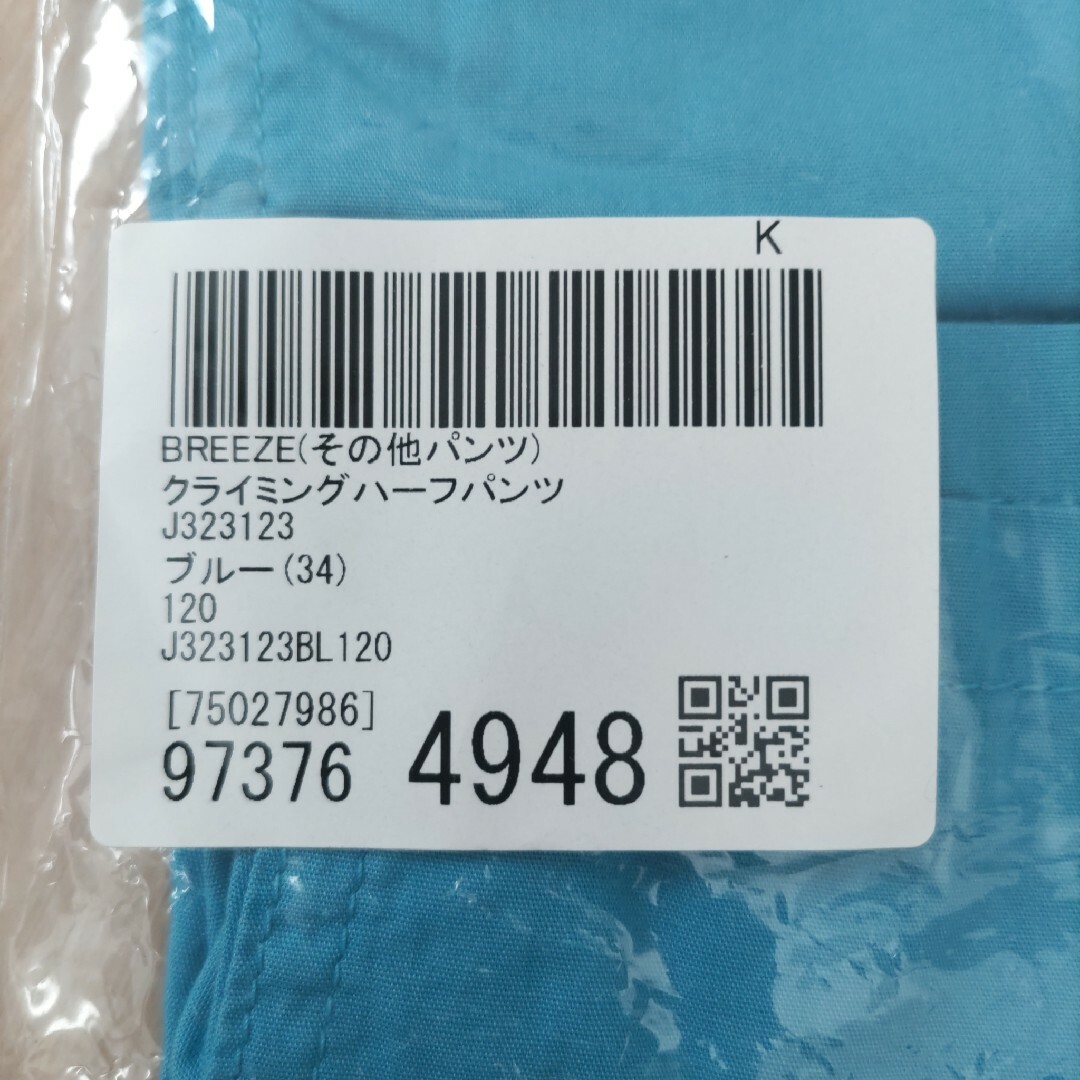 K
BREEZE(その他パンツ)
クライミングハーフパンツ
J323123
ブルー(34)
120
J323123BL120
[75027986]
97376 4948